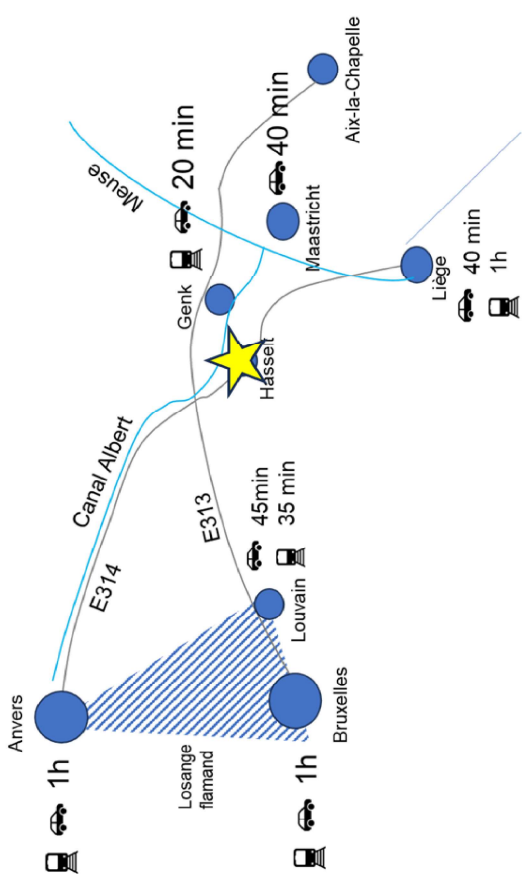 Anvers
1h
Canal Albert
E314
Losange
flamand
Bruxelles
1h
Louvain
45min
35 min
E313
Hasselt
Genk
20 min
Meuse
Maastricht
40 min
Liège
40 min
1h
Aix-la-Chapelle